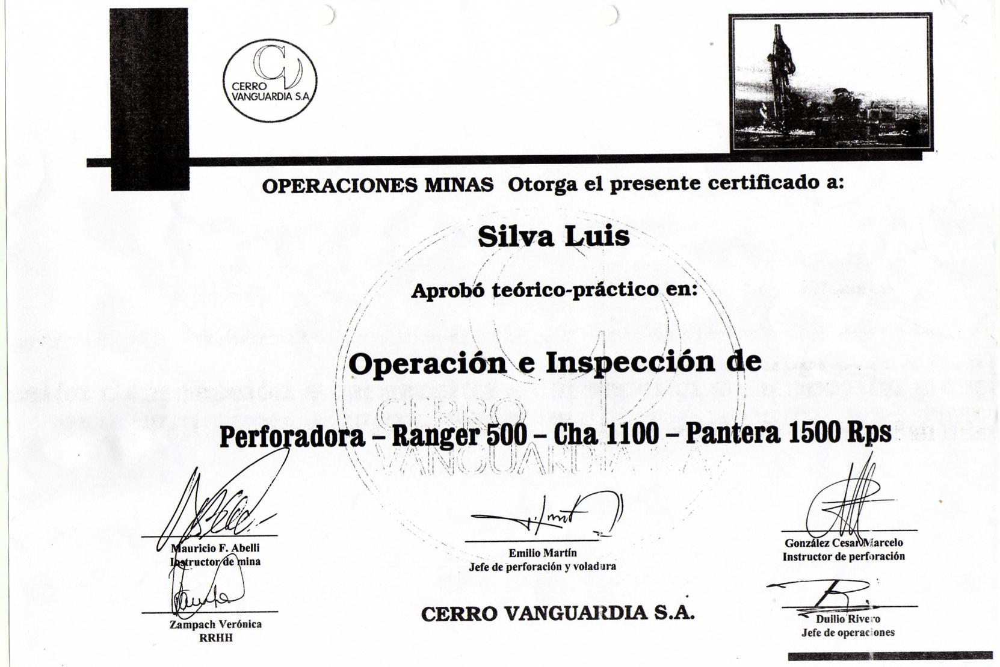 CERRO
VANGUARDIA S.A
OPERACIONES MINAS Otorga el presente certificado a:
Silva Luis
Aprobó teórico-práctico en:
Operación e Inspección de
CERRO
Perforadora – Ranger 500 – Cha 1100 – Pantera 1500 Rps
VANGUARDIA S.A.
Mauricio F. Abelli
Instructor de mina
Emilio Martín
Jefe de perforación y voladura
González Cesar Marcelo
Instructor de perforación
Zampach Verónica
RRHH
CERRO VANGUARDIA S.A.
Duilio Rivero
Jefe de operaciones